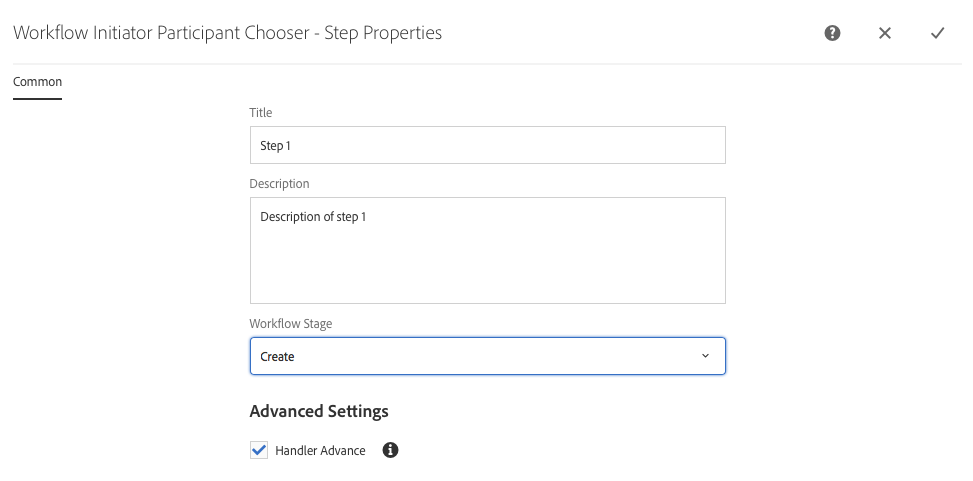 Workflow Initiator Participant Chooser - Step Properties
Common
Title
Step 1
Description
Description of step 1
Workflow Stage
Create
Advanced Settings
Handler Advance